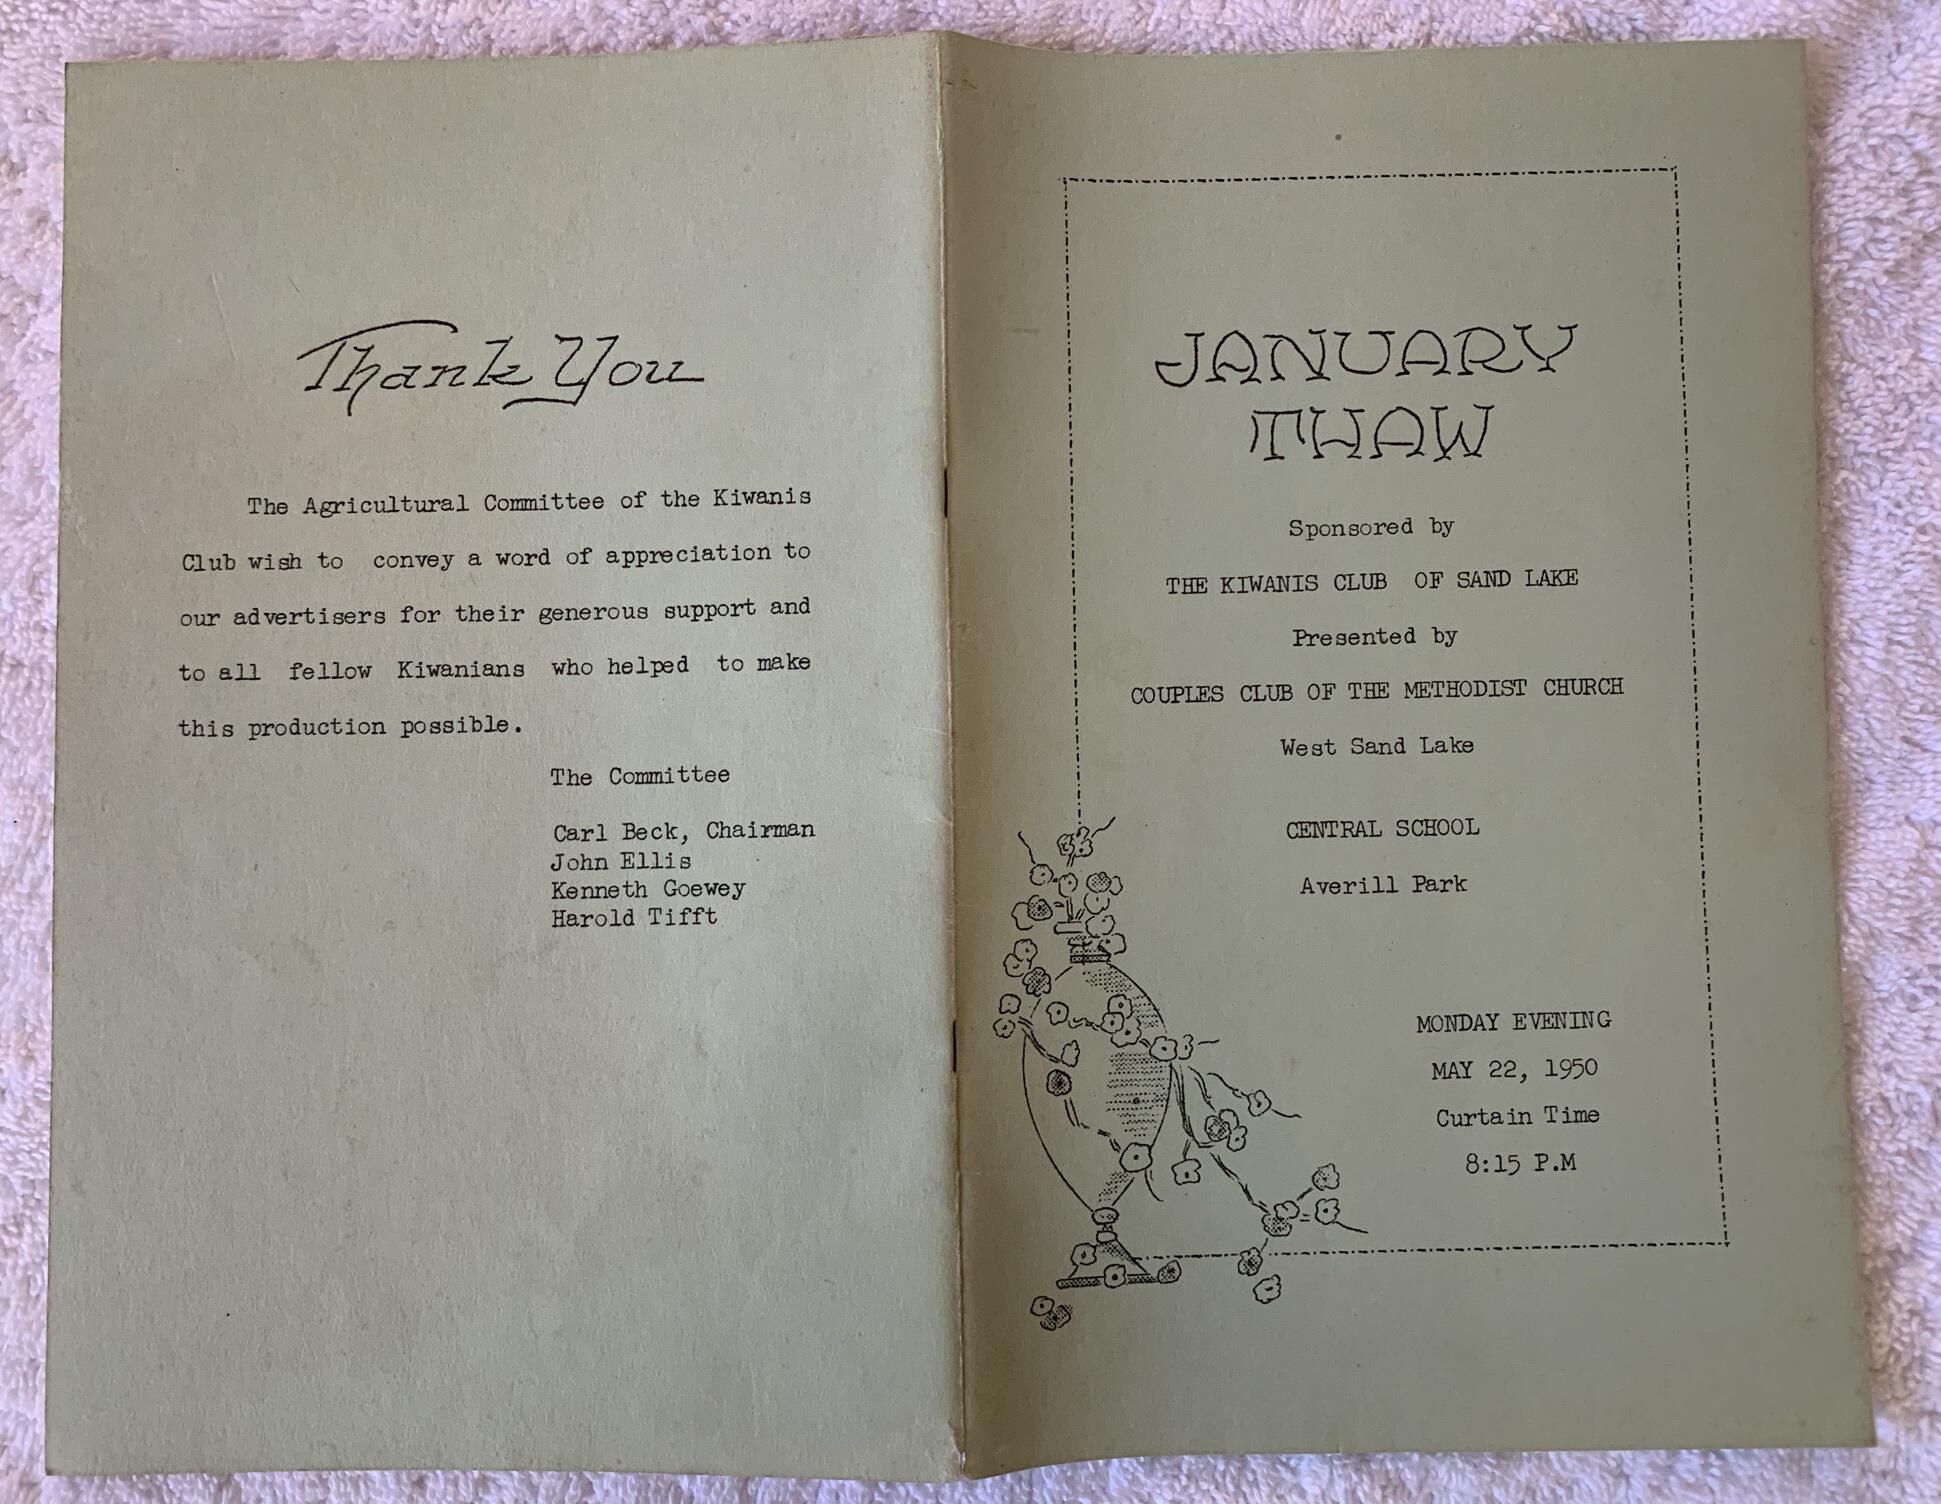 Thank You
The Agricultural Committee of the Kiwanis
Club wish to convey a word of appreciation to
our advertisers for their generous support and
to all fellow Kiwanians who helped to make
this production possible.
The Committee
Carl Beck, Chairman
John Ellis
Kenneth Goewey
Harold Tifft
JANUARY
THAW
Sponsored by
THE KIWANIS CLUB OF SAND LAKE
Presented by
COUPLES CLUB OF THE METHODIST CHURCH
West Sand Lake
CENTRAL SCHOOL
Averill Park
MONDAY EVENING
MAY 22, 1950
Curtain Time
8:15 P.M